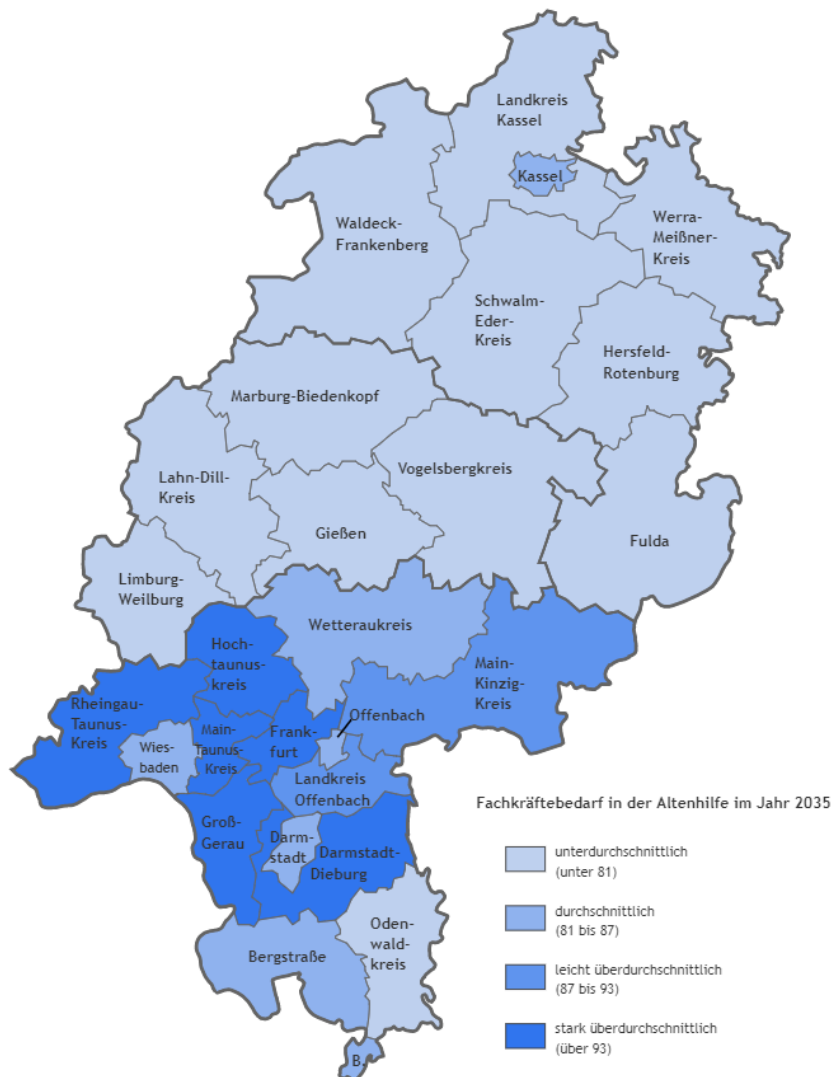 Landkreis
Kassel
Kassel
Waldeck-
Frankenberg
Werra-
Meißner-
Kreis
Schwalm-
Eder-
Kreis
Hersfeld-
Rotenburg
Marburg-Biedenkopf
Vogelsbergkreis
Lahn-Dill-
Kreis
Gießen
Fulda
Limburg-
Weilburg
Wetteraukreis
Hoch-
taunus-
kreis
Main-
Kinzig-
Kreis
Rheingau-
Taunus-
Kreis
Offenbach
Main-
Taunus-
Kreis
Frank-
furt
Wies-
baden
Landkreis
Offenbach
Groß-
Gerau
Darm-
stadt
Darmstadt-
Dieburg
Oden-
wald-
kreis
Bergstraße
B.
Fachkräftebedarf in der Altenhilfe im Jahr 2035
unterdurchschnittlich
(unter 81)
durchschnittlich
(81 bis 87)
leicht überdurchschnittlich
(87 bis 93)
stark überdurchschnittlich
(über 93)